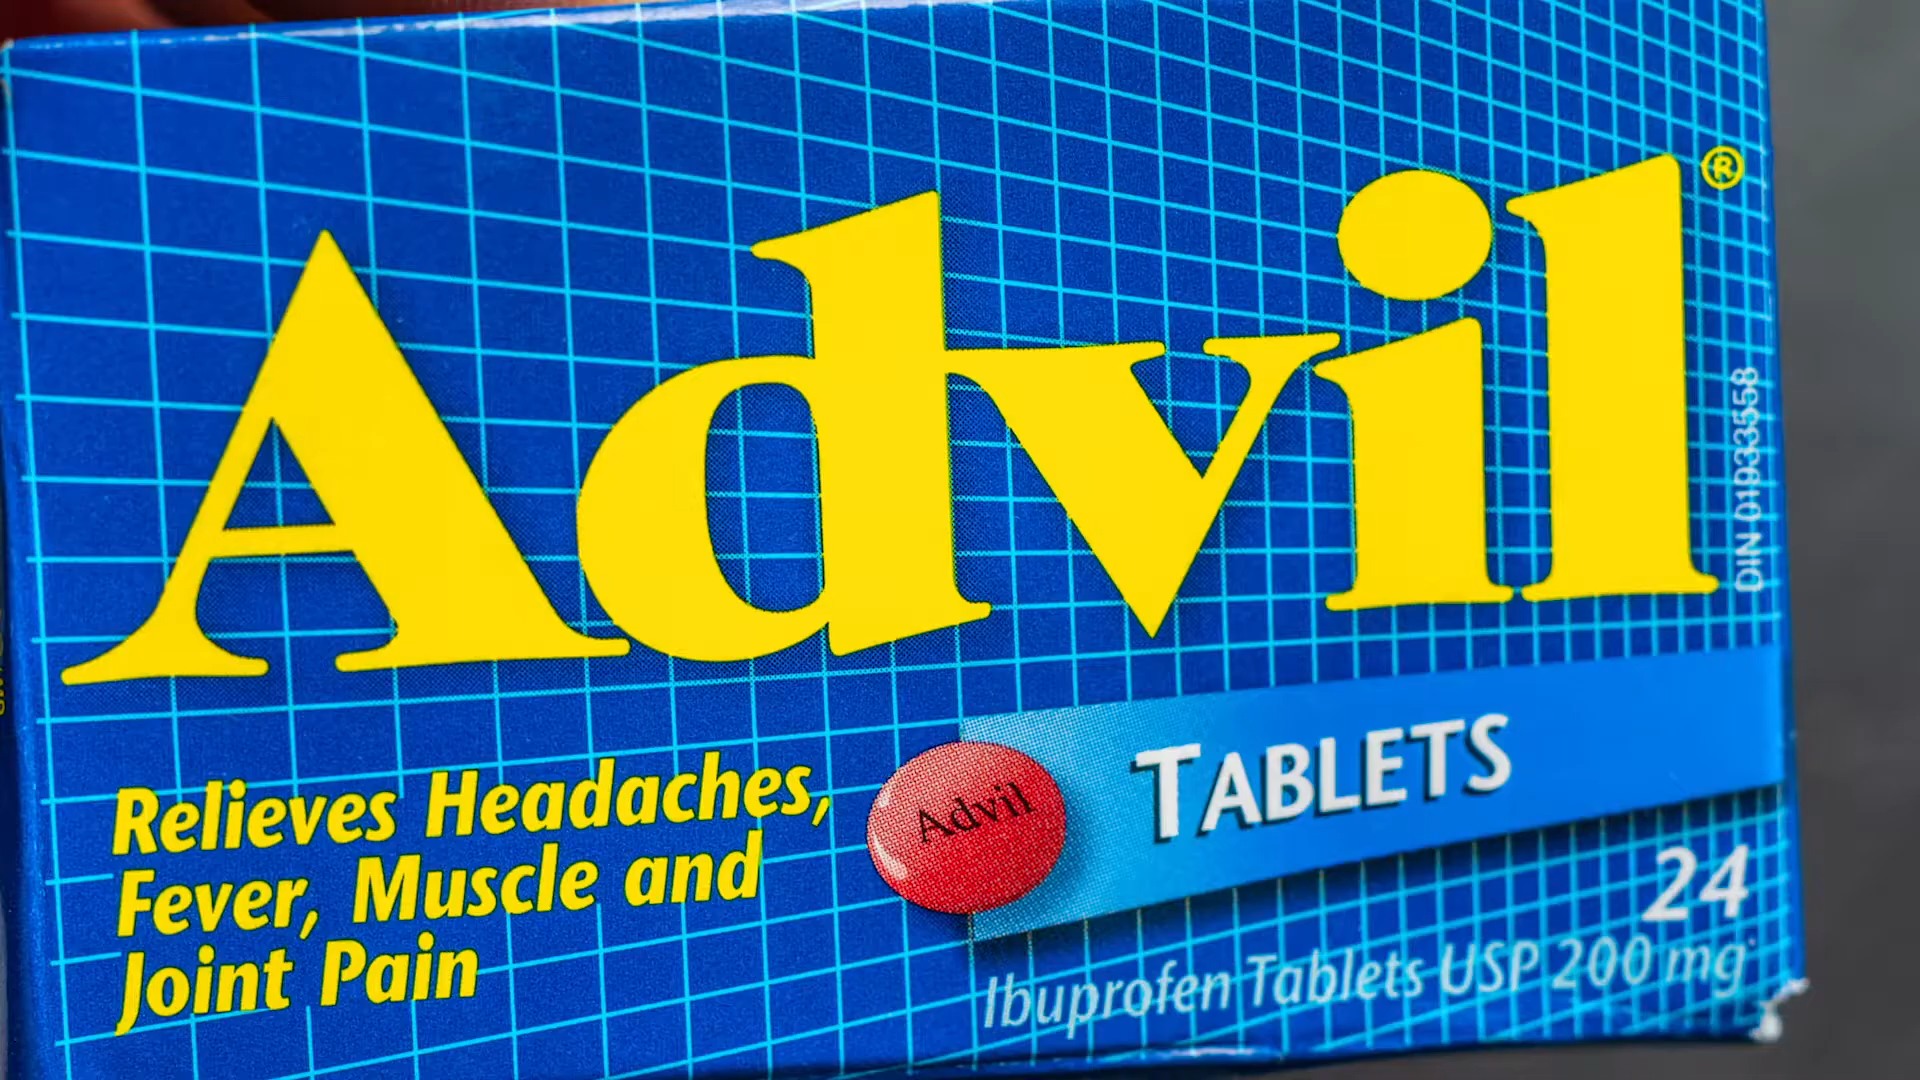 Advil®
DIN 01933558
Relieves Headaches,
Fever, Muscle and
Joint Pain
Advil
TABLETS
24
Ibuprofen Tablets USP 200 mg